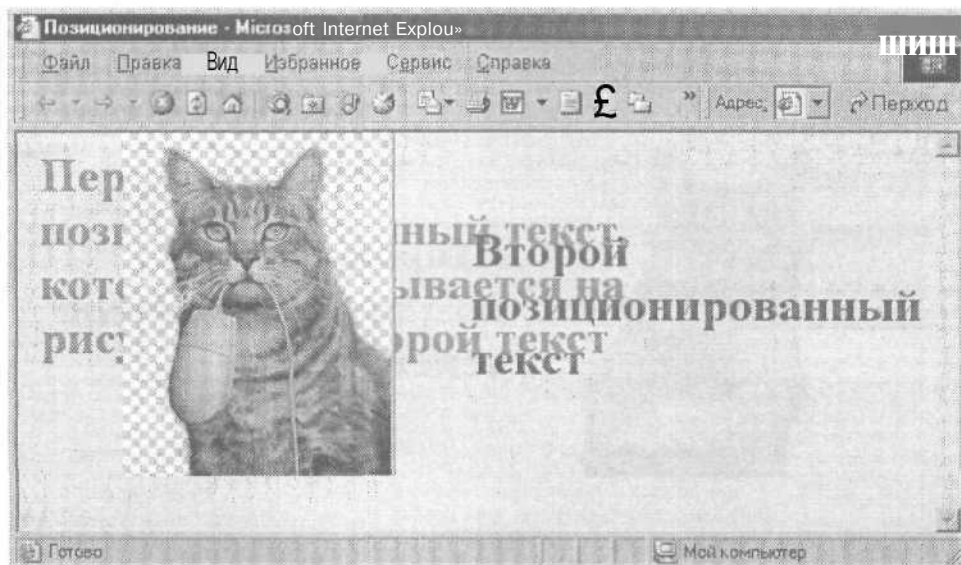 Позиционирование - Microsoft Internet Explou»
шиш
Файл Правка Вид Избранное Сервис Справка
£ » Адрес Переход
Пер
пози ный текст,
кото ывается на
рису рой текст
Второй
позиционированный
текст
Готово Мой компьютер